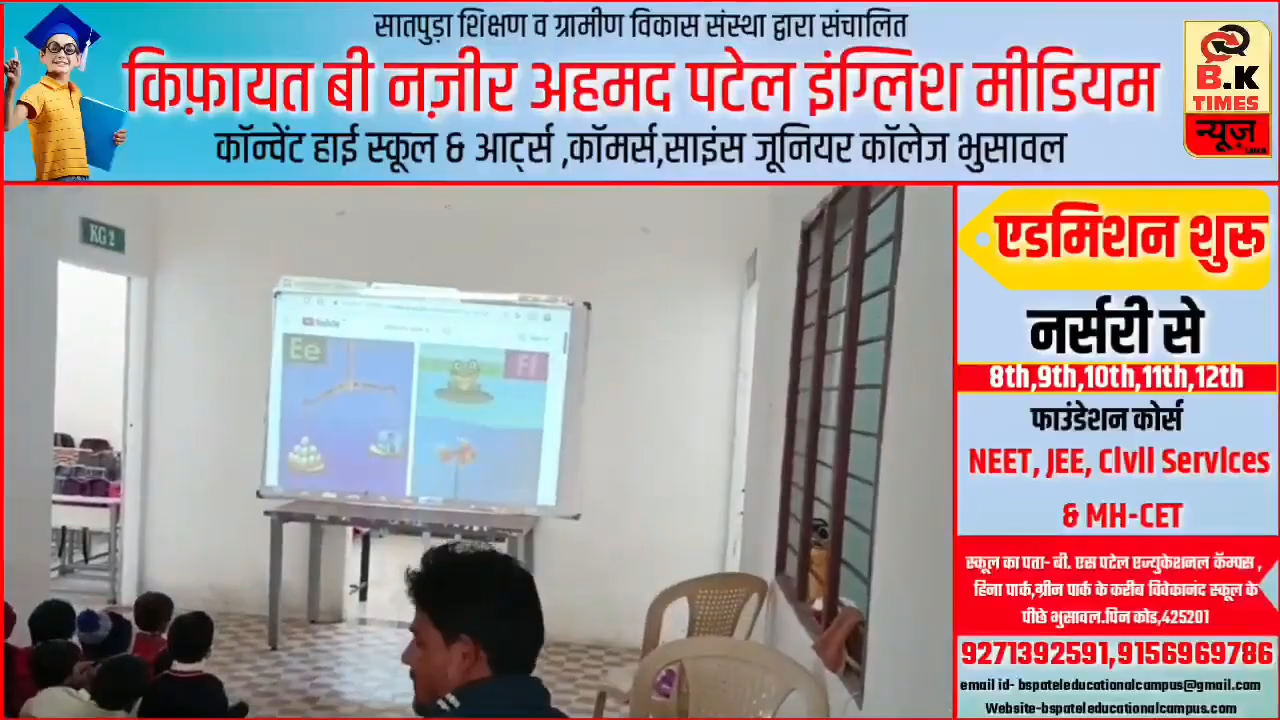 सातपुड़ा शिक्षण व ग्रामीण विकास संस्था द्वारा संचालित
किफ़ायत बी नज़ीर अहमद पटेल इंग्लिश मीडियम
कॉन्वेंट हाई स्कूल & आर्ट्स ,कॉमर्स,साइंस जूनियर कॉलेज भुसावल
B.K
TIMES
न्यूज़
KG 2
YouTube
Ee
Ff
एडमिशन शुरू
नर्सरी से
8th,9th,10th,11th,12th
फाउंडेशन कोर्स
NEET, JEE, Civil Services
& MH-CET
स्कूल का पता- बी. एस पटेल एज्युकेशनल कॅम्पस ,
हिना पार्क,ग्रीन पार्क के करीब विवेकानंद स्कूल के
पीछे भुसावल.पिन कोड,425201
9271392591,9156969786
email id- bspateleducationalcampus@gmail.com
Website-bspateleducationalcampus.com